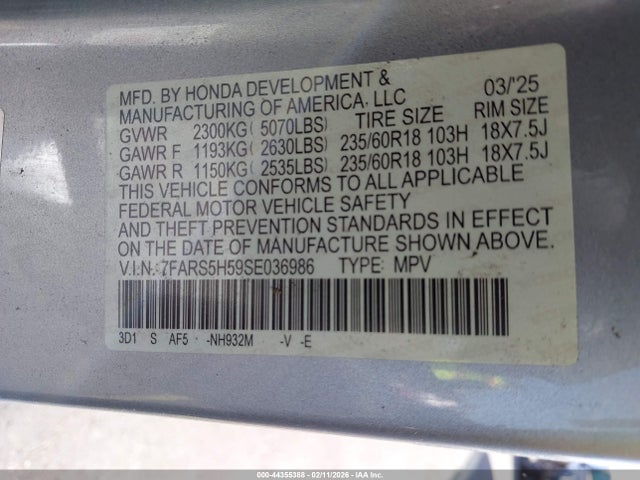 MFD. BY HONDA DEVELOPMENT & 03/'25
MANUFACTURING OF AMERICA, LLC
TIRE SIZE RIM SIZE
GVWR 2300KG ( 5070LBS)
GAWR F 1193KG ( 2630LBS) 235/60R18 103H 18X7.5J
GAWR R 1150KG ( 2535LBS) 235/60R18 103H 18X7.5J
THIS VEHICLE CONFORMS TO ALL APPLICABLE
FEDERAL MOTOR VEHICLE SAFETY
AND THEFT PREVENTION STANDARDS IN EFFECT
ON THE DATE OF MANUFACTURE SHOWN ABOVE.
V.I.N.: 7FARS5H59SE036986 TYPE: MPV
3D1 S AF5 - -NH932M -V -E
000-44355388 - 02/11/2026 - IAA, Inc.